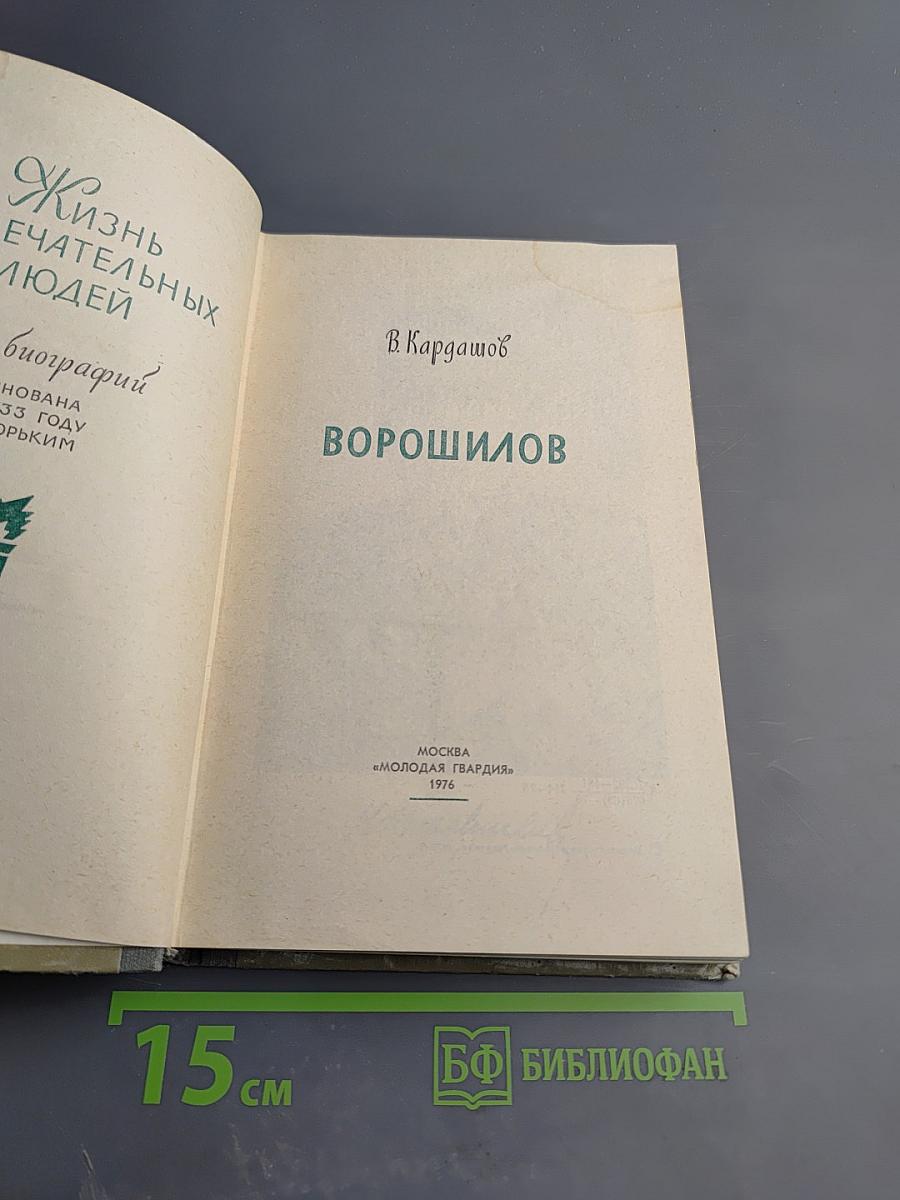 Жизнь
ЕЧАТЕЛЬНЫХ
ЛЮДЕЙ
биографий
НОВАНА
33 ГОДУ
ОРЬКИМ
В. Кардашов
ВОРОШИЛОВ
МОСКВА
«МОЛОДАЯ ГВАРДИЯ»
1976
15 см
БФ БИБЛИОФАН